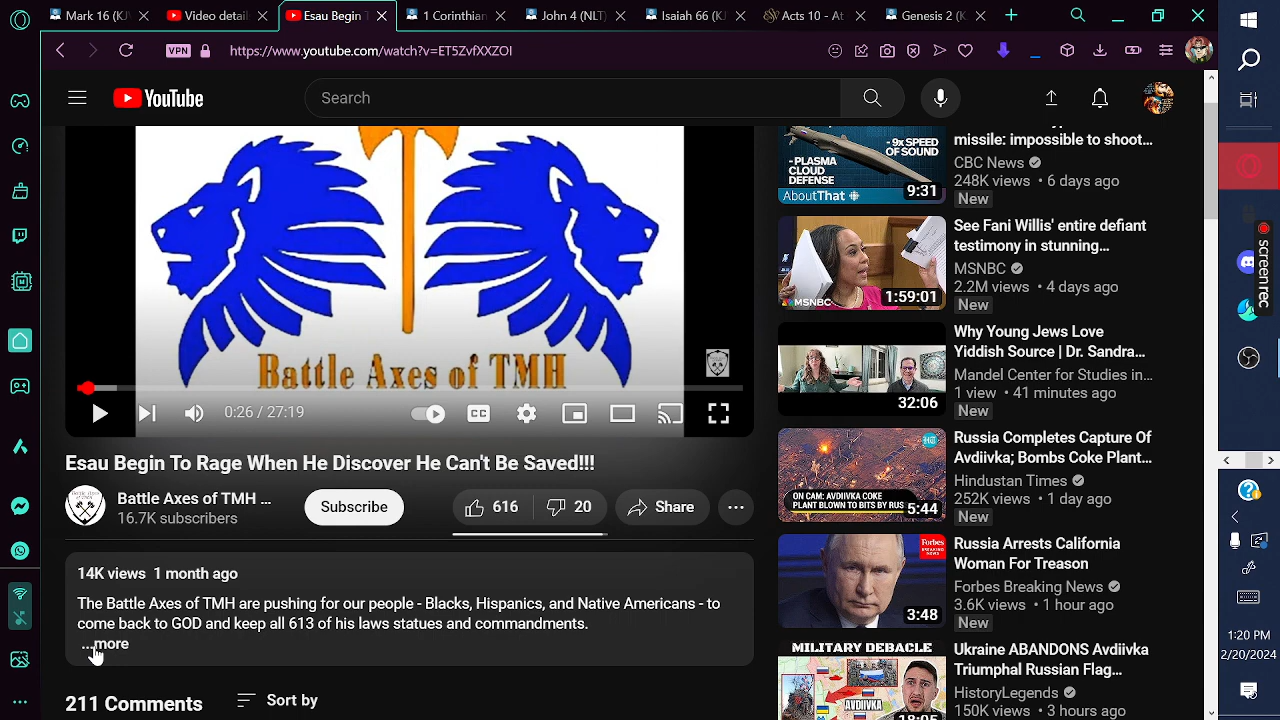 Mark 16 (KJV
Video detail
Esau Begin T
1 Corinthian
John 4 (NLT)
Isaiah 66 (KJ
Acts 10 - At
Genesis 2 (K
VPN
https://www.youtube.com/watch?v=ET5ZvfXXZOI
YouTube
Search
Battle Axes of TMH
0:26 / 27:19
CC
Esau Begin To Rage When He Discover He Can't Be Saved!!!
Battle Axes of TMH ...
16.7K subscribers
Subscribe
616
20
Share
14K views 1 month ago
The Battle Axes of TMH are pushing for our people - Blacks, Hispanics, and Native Americans - to
come back to GOD and keep all 613 of his laws statues and commandments.
...more
211 Comments
Sort by
- PLASMA
CLOUD
DEFENSE
~9X SPEED
OF SOUND
AboutThat
9:31
missile: impossible to shoot...
CBC News
248K views • 6 days ago
New
MSNBC
1:59:01
See Fani Willis' entire defiant
testimony in stunning...
MSNBC
2.2M views • 4 days ago
New
32:06
Why Young Jews Love
Yiddish Source | Dr. Sandra...
Mandel Center for Studies in...
1 view • 41 minutes ago
New
ON CAM: AVDIIVKA COKE
PLANT BLOWN TO BITS BY RUS
5:44
Russia Completes Capture Of
Avdiivka; Bombs Coke Plant...
Hindustan Times
252K views • 1 day ago
New
Forbes
BREAKING
NEWS
3:48
Russia Arrests California
Woman For Treason
Forbes Breaking News
3.6K views • 1 hour ago
New
MILITARY DEBACLE
AVDIIVKA
18:05
Ukraine ABANDONS Avdiivka
Triumphal Russian Flag...
HistoryLegends
150K views • 3 hours ago
screenrec
1:20 PM
2/20/2024